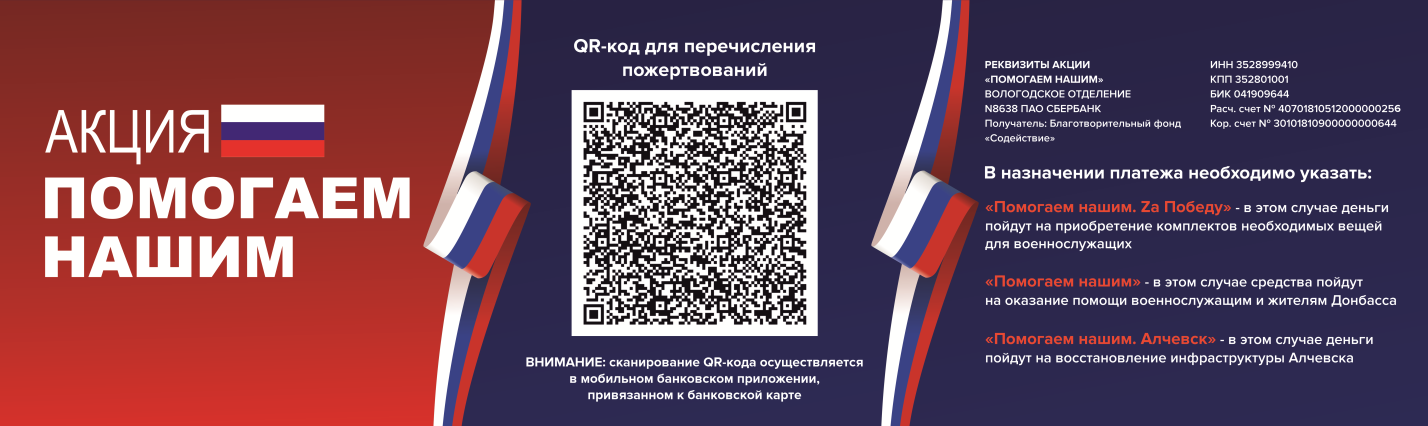 АКЦИЯ
ПОМОГАЕМ
НАШИМ
QR-код для перечисления
пожертвований
ВНИМАНИЕ: сканирование QR-кода осуществляется
в мобильном банковском приложении,
привязанном к банковской карте
РЕКВИЗИТЫ АКЦИИ
«ПОМОГАЕМ НАШИМ»
ВОЛОГОДСКОЕ ОТДЕЛЕНИЕ
N8638 ПАО СБЕРБАНК
Получатель: Благотворительный фонд
«Содействие»
ИНН 3528999410
КПП 352801001
БИК 041909644
Расч. счет № 40701810512000000256
Кор. счет № 30101810900000000644
В назначении платежа необходимо указать:
«Помогаем нашим. Zа Победу» - в этом случае деньги
пойдут на приобретение комплектов необходимых вещей
для военнослужащих
«Помогаем нашим» - в этом случае средства пойдут
на оказание помощи военнослужащим и жителям Донбасса
«Помогаем нашим. Алчевск» - в этом случае деньги
пойдут на восстановление инфраструктуры Алчевска